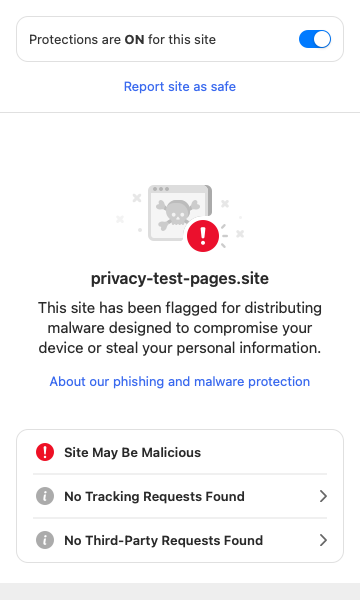 Protections are ON for this site
Report site as safe
privacy-test-pages.site
This site has been flagged for distributing
malware designed to compromise your
device or steal your personal information.
About our phishing and malware protection
Site May Be Malicious
No Tracking Requests Found
No Third-Party Requests Found